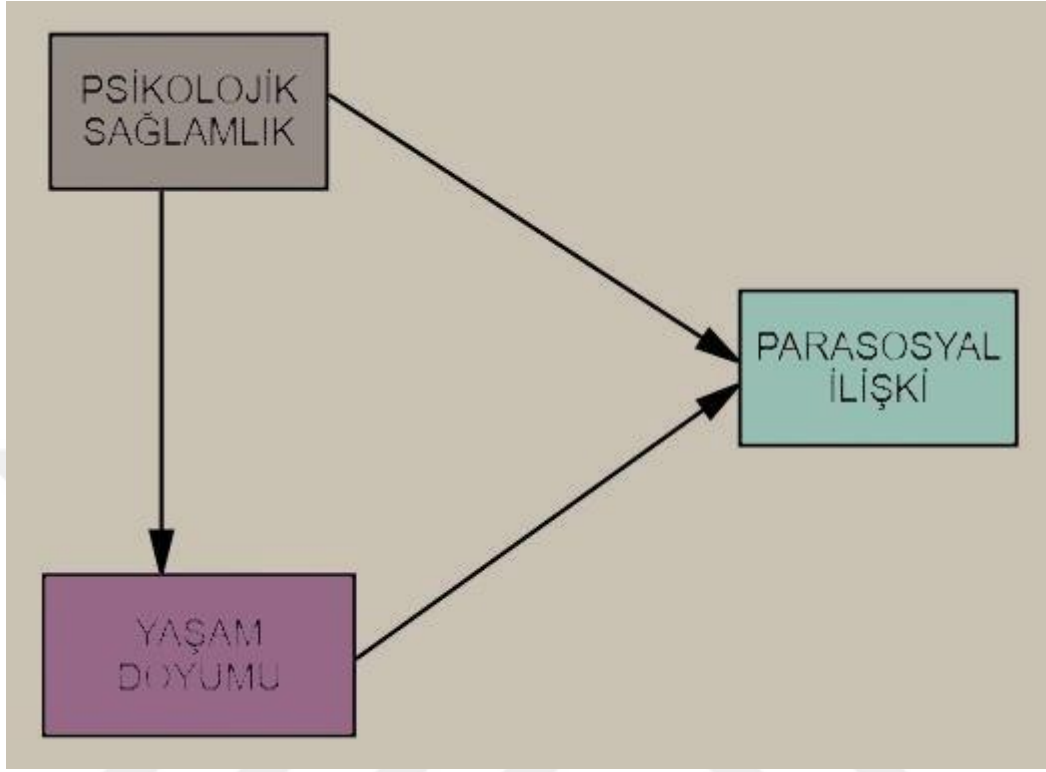 PSİKOLOJİK
SAĞLAMLIK
PARASOSYAL
İLİŞKİ
YAŞAM
DOYUMU